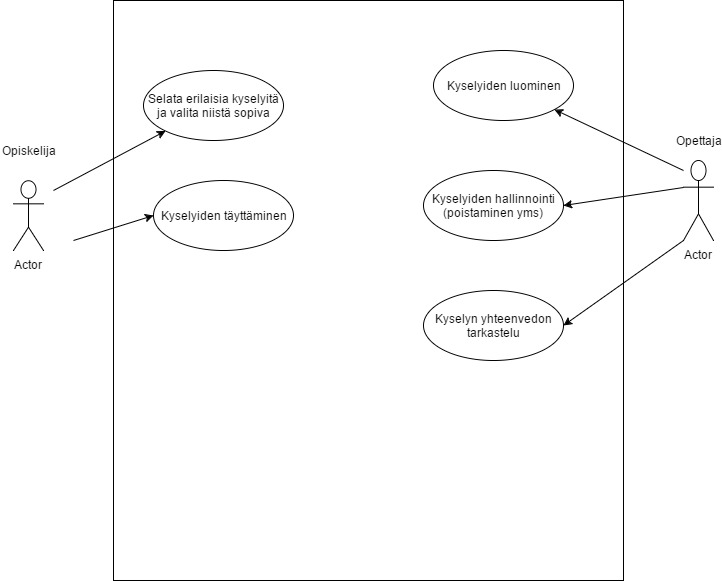 Opiskelija
Actor
Selata erilaisia kyselyitä
ja valita niistä sopiva
Kyselyiden täyttäminen
Kyselyiden luominen
Kyselyiden hallinnointi
(poistaminen yms)
Kyselyn yhteenvedon
tarkastelu
Opettaja
Actor